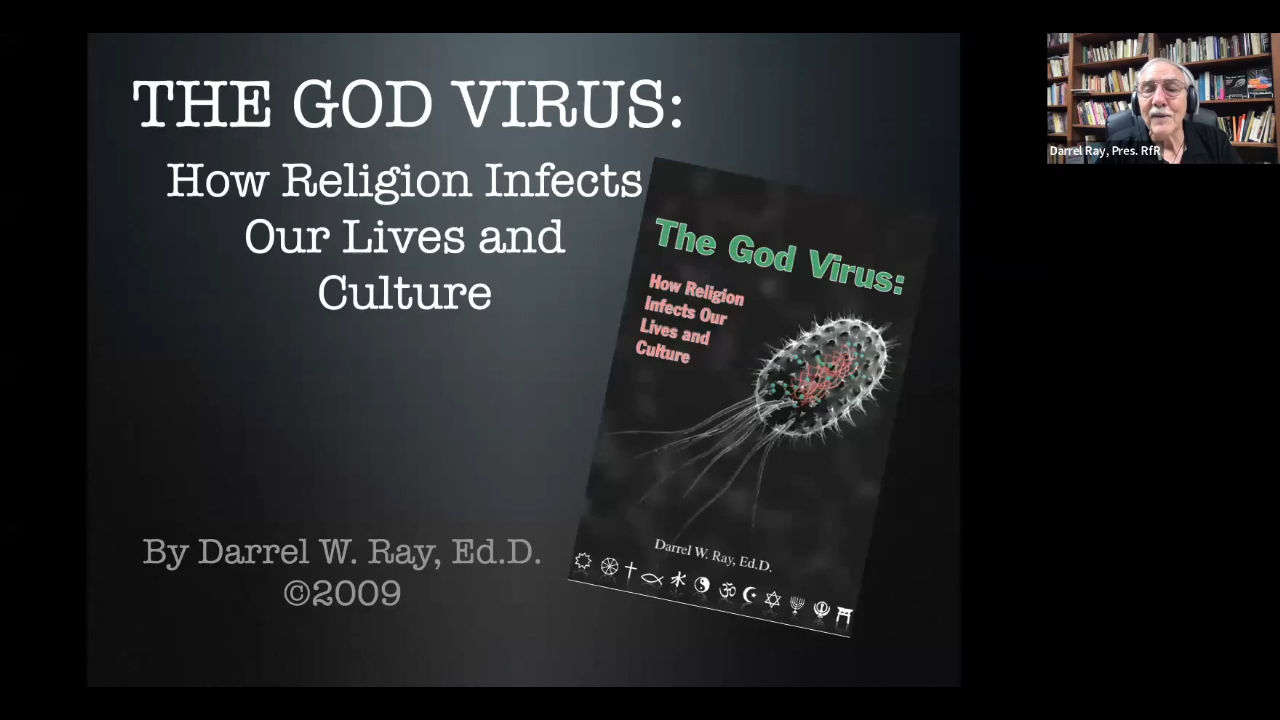 THE GOD VIRUS:
How Religion Infects
Our Lives and
Culture
The God Virus:
How Religion
Infects Our
Lives and
Culture
Darrel W. Ray, Ed.D.
By Darrel W. Ray, Ed.D.
©2009
Darrel Ray, Pres. RfR